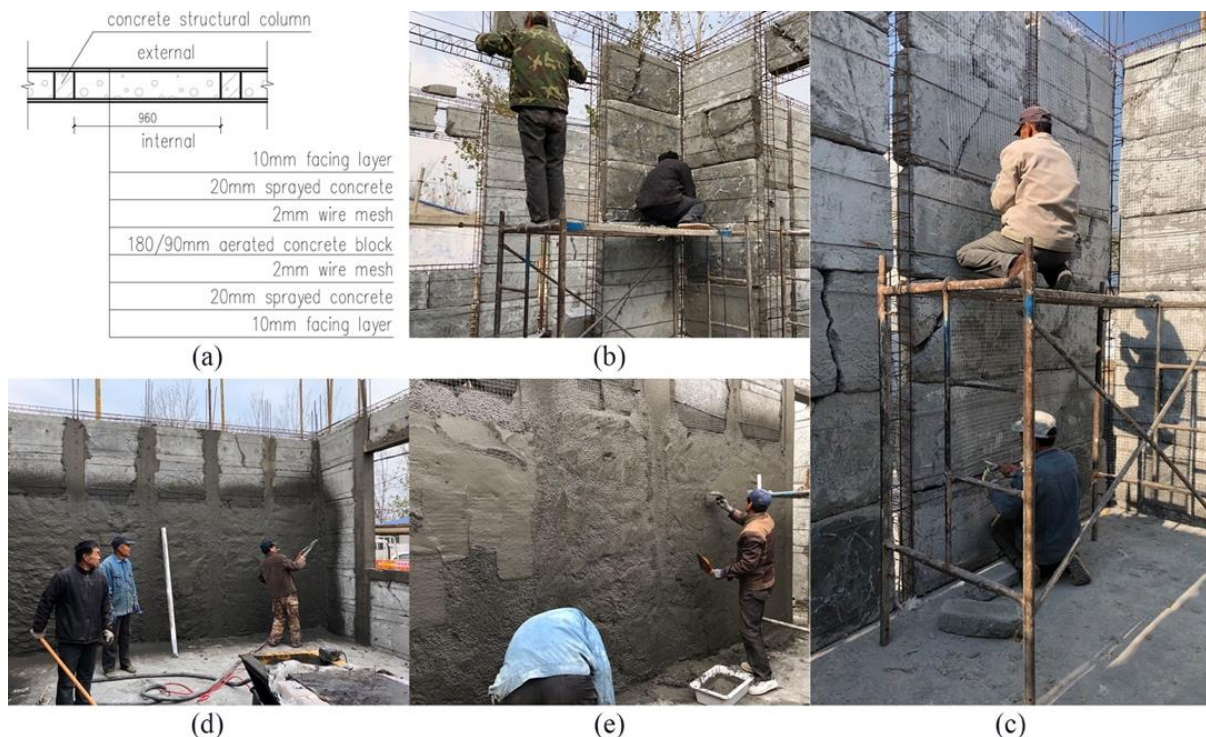 concrete structural column
external
960
internal
10mm facing layer
20mm sprayed concrete
2mm wire mesh
180/90mm aerated concrete block
2mm wire mesh
20mm sprayed concrete
10mm facing layer
(a)
(b)
(d)
(e)
(c)